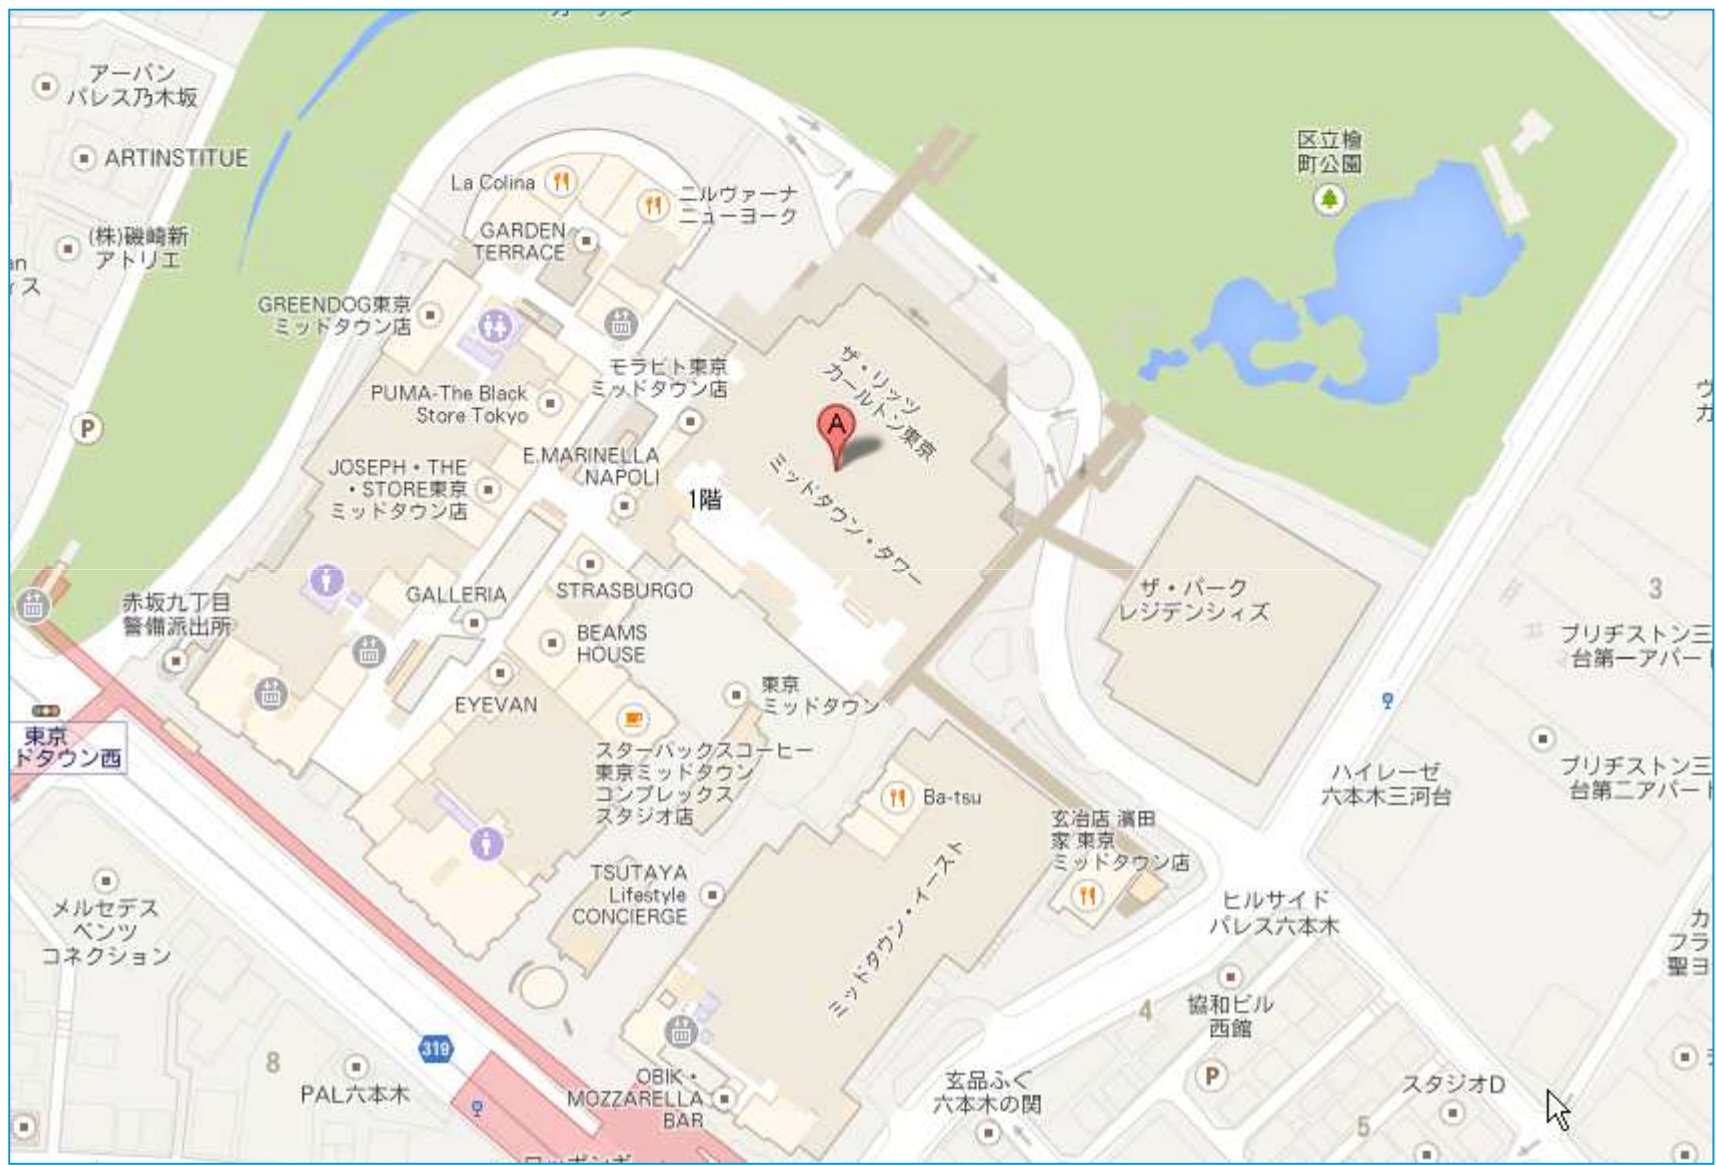 アーバン
パレス乃木坂
ARTINSTITUE
(株)磯崎新
アトリエ
La Colina
ニルヴァーナ
ニューヨーク
GARDEN
TERRACE
GREENDOG東京
ミッドタウン店
区立檜
町公園
モラビト東京
ミッドタウン店
PUMA-The Black
Store Tokyo
ザ・リッツ
カールトン東京
A
P
E.MARINELLA
NAPOLI
JOSEPH・THE
・STORE東京
ミッドタウン店
1階
ミッドタウン・タワー
赤坂九丁目
警備派出所
GALLERIA
STRASBURGO
ザ・パーク
レジデンシィズ
3
BEAMS
HOUSE
ブリヂストン三
台第一アパー
EYEVAN
東京
ミッドタウン
東京
ドタウン西
スターバックスコーヒー
東京ミッドタウン
コンプレックス
スタジオ店
Ba-tsu
ハイレーゼ
六本木三河台
ブリヂストン三
台第二アパー
玄冶店 濱田
家 東京
ミッドタウン店
TSUTAYA
Lifestyle
CONCIERGE
ミッドタウン・イースト
ヒルサイド
パレス六本木
メルセデス
ベンツ
コネクション
カ
フラ
聖ヨ
協和ビル
西館
4
319
8
PAL六本木
OBIK・
MOZZARELLA
BAR
玄品ふぐ
六本木の関
P
スタジオD
5